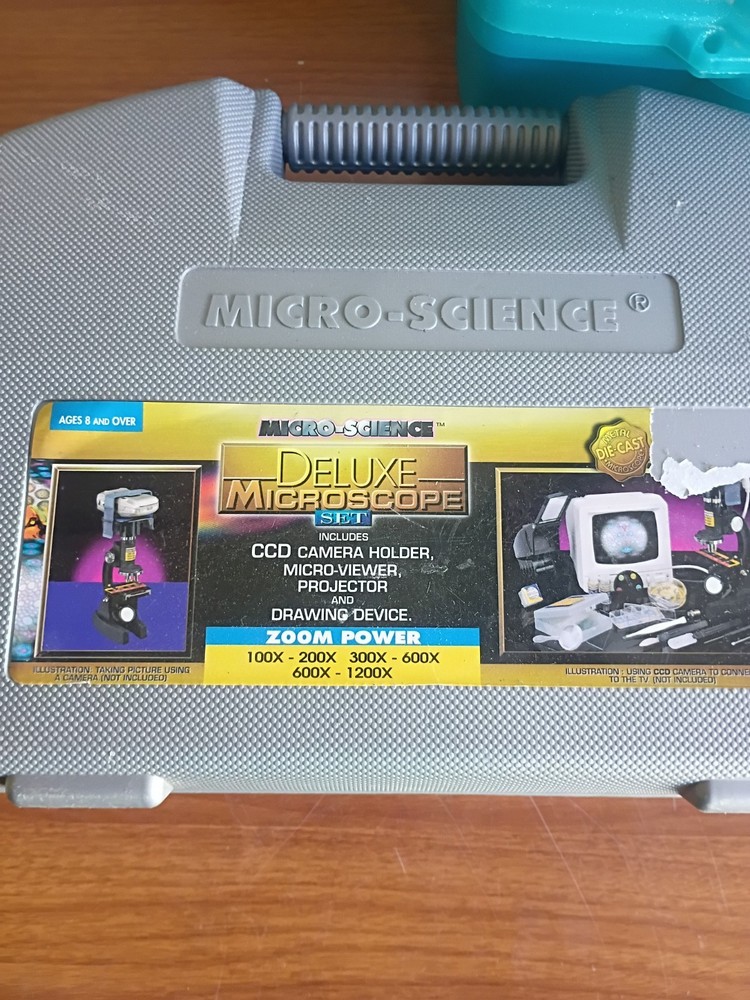 MICRO-SCIENCE®
AGES 8 AND OVER
MICRO-SCIENCE™
METAL
DIE-CAST
MICROSCOPE
DELUXE
MICROSCOPE
SET
INCLUDES
CCD CAMERA HOLDER,
MICRO-VIEWER,
PROJECTOR
AND
DRAWING DEVICE.
ZOOM POWER
100X - 200X 300X - 600X
600X - 1200X
ILLUSTRATION: TAKING PICTURE USING
A CAMERA (NOT INCLUDED)
ILLUSTRATION : USING CCD CAMERA TO CONNE
TO THE TV. (NOT INCLUDED)